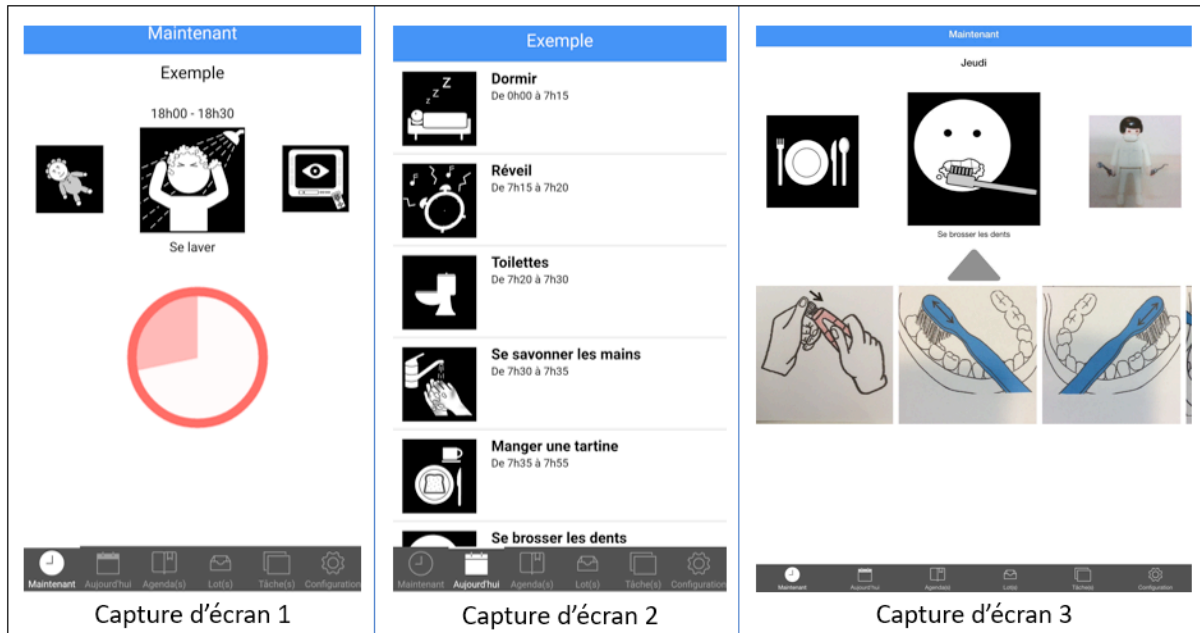 Maintenant
Exemple
18h00 - 18h30
Se laver
Maintenant Aujourd'hui Agenda(s) Lot(s) Tâche(s) Configuration
Capture d'écran 1
Exemple
Z
Z
Z
Z
Dormir
De 0h00 à 7h15
Réveil
De 7h15 à 7h20
Toilettes
De 7h20 à 7h30
Se savonner les mains
De 7h30 à 7h35
Manger une tartine
De 7h35 à 7h55
Se brosser les dents
Maintenant Aujourd'hui Agenda(s) Lot(s) Tâche(s) Configuration
Capture d'écran 2
Maintenant
Jeudi
Se brosser les dents
Maintenant Aujourd'hui Agenda(s) Lot(s) Tâche(s) Configuration
Capture d'écran 3